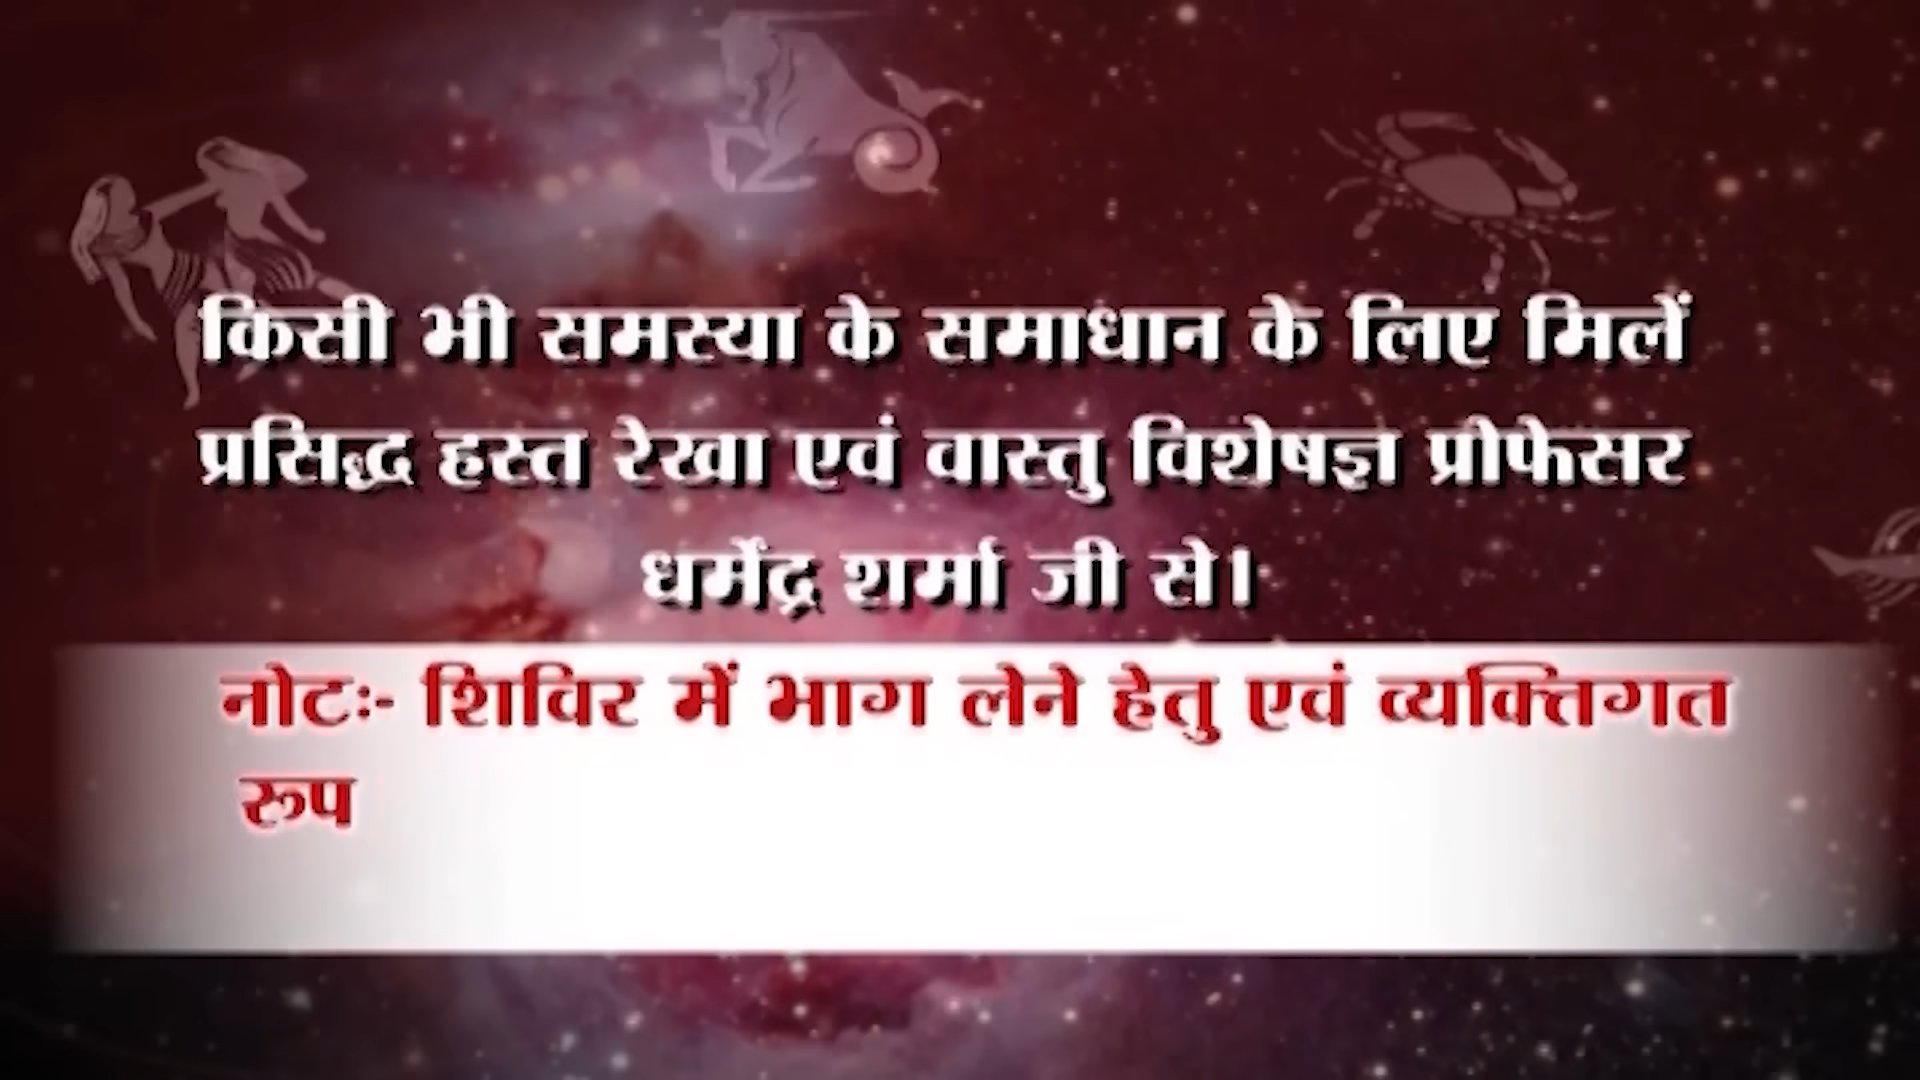 किसी भी समस्या के समाधान के लिए मिलें
प्रसिद्ध हस्त रेखा एवं वास्तु विशेषज्ञ प्रोफेसर
धर्मेंद्र शर्मा जी से।
नोटः- शिविर में भाग लेने हेतु एवं व्यक्तिगत
रूप